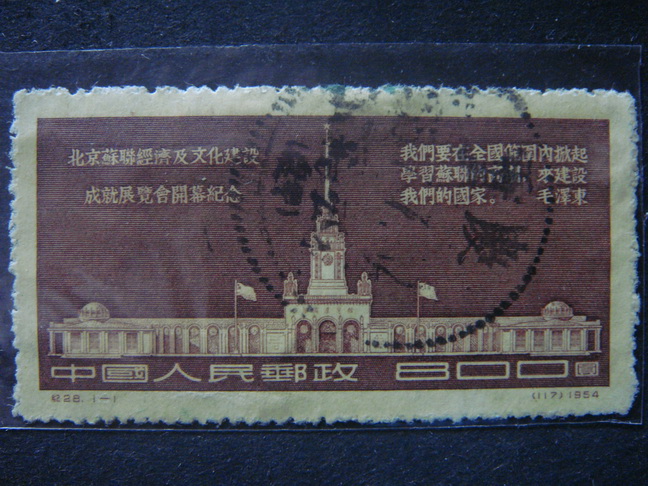 北京蘇聯經濟及文化建設
成就展覽會開幕紀念
我們要在全國範圍內掀起
學習蘇聯的 來建設
我們的國家。 毛澤東
中國人民郵政 800圓
紀28.(一) (117)1954